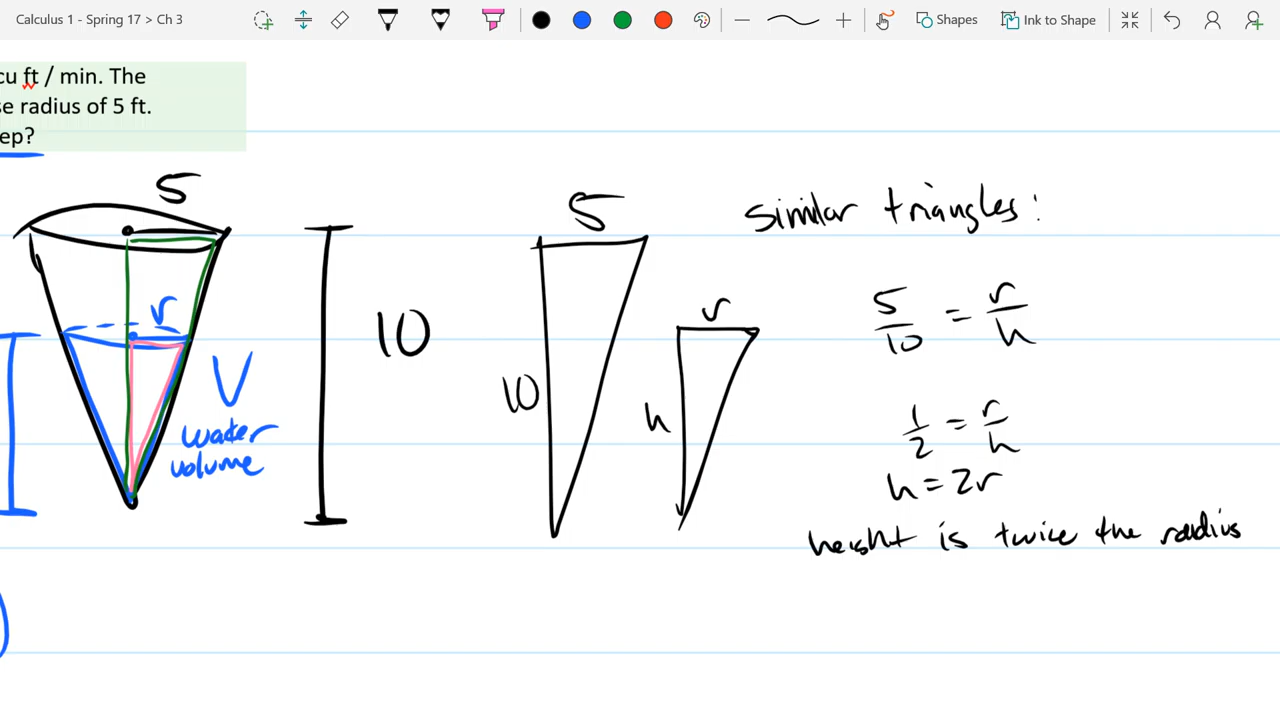 Calculus 1 - Spring 17 > Ch 3
Shapes
Ink to Shape
cu ft / min. The
se radius of 5 ft.
ep?
5
r
V
water
volume
10
5
10
r
h
similar triangles:
5/10 = r/h
1/2 = r/h
h = 2r
height is twice the radius
)